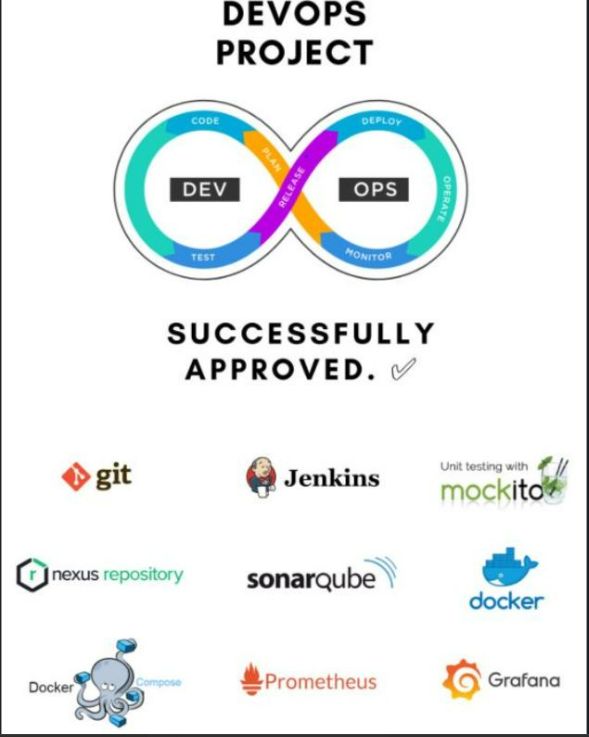 DEVOPS
PROJECT
CODE
DEPLOY
PLAN
DEV
RELEASE
OPS
OPERATE
TEST
MONITOR
SUCCESSFULLY
APPROVED. ✓
git
Jenkins
Unit testing with
mockito
r nexus repository
sonarqube
docker
Docker Compose
Prometheus
Grafana